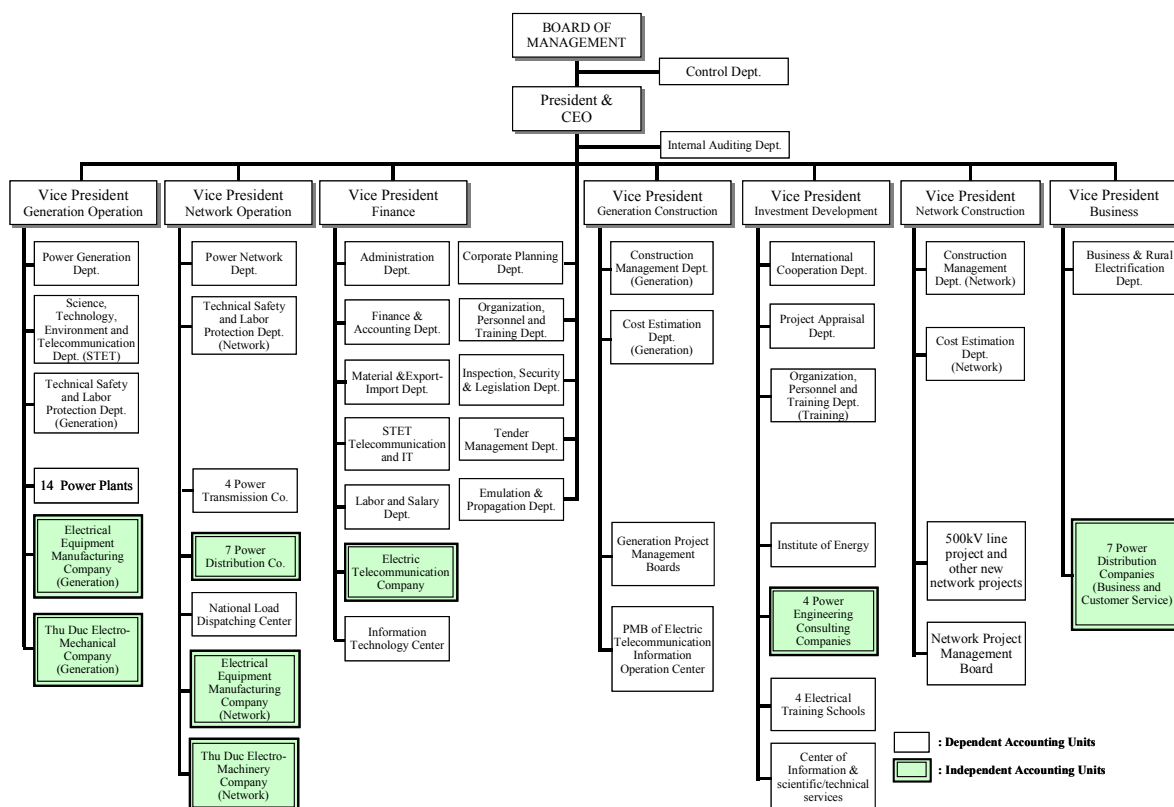 BOARD OF
MANAGEMENT
Control Dept.
President &
CEO
Internal Auditing Dept.
Vice President
Generation Operation
Vice President
Network Operation
Vice President
Finance
Vice President
Generation Construction
Vice President
Investment Development
Vice President
Network Construction
Vice President
Business
Power Generation
Dept.
Science,
Technology,
Environment and
Telecommunication
Dept. (STET)
Technical Safety
and Labor
Protection Dept.
(Generation)
14 Power Plants
Electrical
Equipment
Manufacturing
Company
(Generation)
Thu Duc Electro-
Mechanical
Company
(Generation)
Power Network
Dept.
Technical Safety
and Labor
Protection Dept.
(Network)
4 Power
Transmission Co.
7 Power
Distribution Co.
National Load
Dispatching Center
Electrical
Equipment
Manufacturing
Company
(Network)
Thu Duc Electro-
Machinery
Company
(Network)
Administration
Dept.
Finance &
Accounting Dept.
Material &Export-
Import Dept.
STET
Telecommunication
and IT
Labor and Salary
Dept.
Electric
Telecommunication
Company
Information
Technology Center
Corporate Planning
Dept.
Organization,
Personnel and
Training Dept.
Inspection, Security
& Legislation Dept.
Tender
Management Dept.
Emulation &
Propagation Dept.
Construction
Management Dept.
(Generation)
Cost Estimation
Dept.
(Generation)
Generation Project
Management
Boards
PMB of Electric
Telecommunication
Information
Operation Center
International
Cooperation Dept.
Project Appraisal
Dept.
Organization,
Personnel and
Training Dept.
(Training)
Institute of Energy
4 Power
Engineering
Consulting
Companies
4 Electrical
Training Schools
Center of
Information &
scientific/technical
services
Construction
Management
Dept. (Network)
Cost Estimation
Dept.
(Network)
500kV line
project and
other new
network projects
Network Project
Management
Board
Business & Rural
Electrification
Dept.
7 Power
Distribution
Companies
(Business and
Customer Service)
: Dependent Accounting Units
: Independent Accounting Units